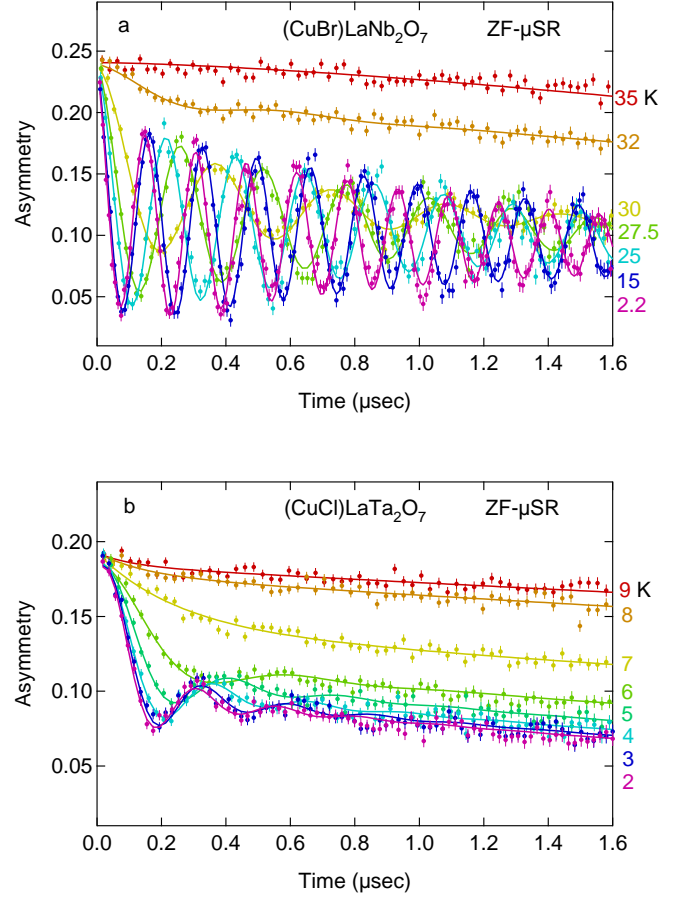 a (CuBr)LaNb₂O₇ ZF-μSR
0.25
0.20
0.15
0.10
0.05
Asymmetry
35 K
32
30
27.5
25
15
2.2
0.0 0.2 0.4 0.6 0.8 1.0 1.2 1.4 1.6
Time (μsec)
b (CuCl)LaTa₂O₇ ZF-μSR
0.20
0.15
0.10
0.05
Asymmetry
9 K
8
7
6
5
4
3
2
0.0 0.2 0.4 0.6 0.8 1.0 1.2 1.4 1.6
Time (μsec)